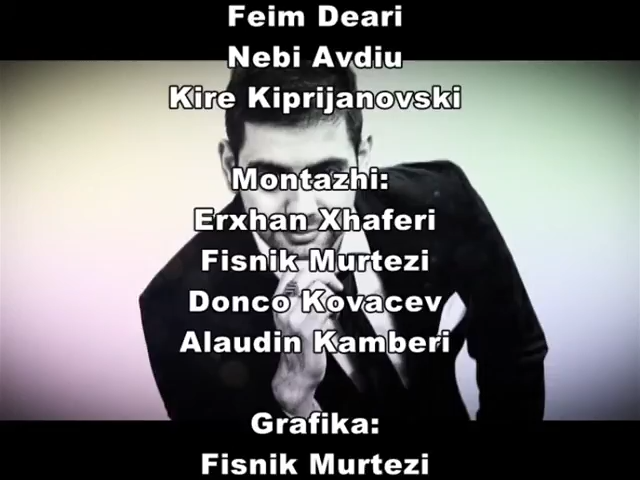 Feim Deari
Nebi Avdiu
Kire Kiprijanovski
Montazhi:
Erxhan Xhaferi
Fisnik Murtezi
Donco Kovacev
Alaudin Kamberi
Grafika:
Fisnik Murtezi